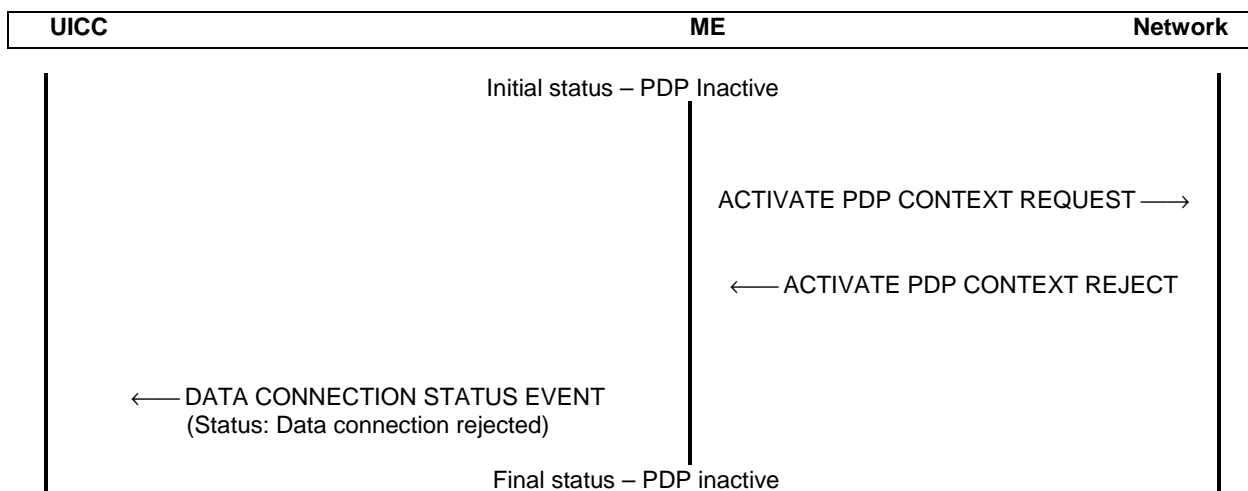 UICC ME Network
Initial status – PDP Inactive
ACTIVATE PDP CONTEXT REQUEST ⟶
⟵ ACTIVATE PDP CONTEXT REJECT
⟵ DATA CONNECTION STATUS EVENT
(Status: Data connection rejected)
Final status – PDP inactive